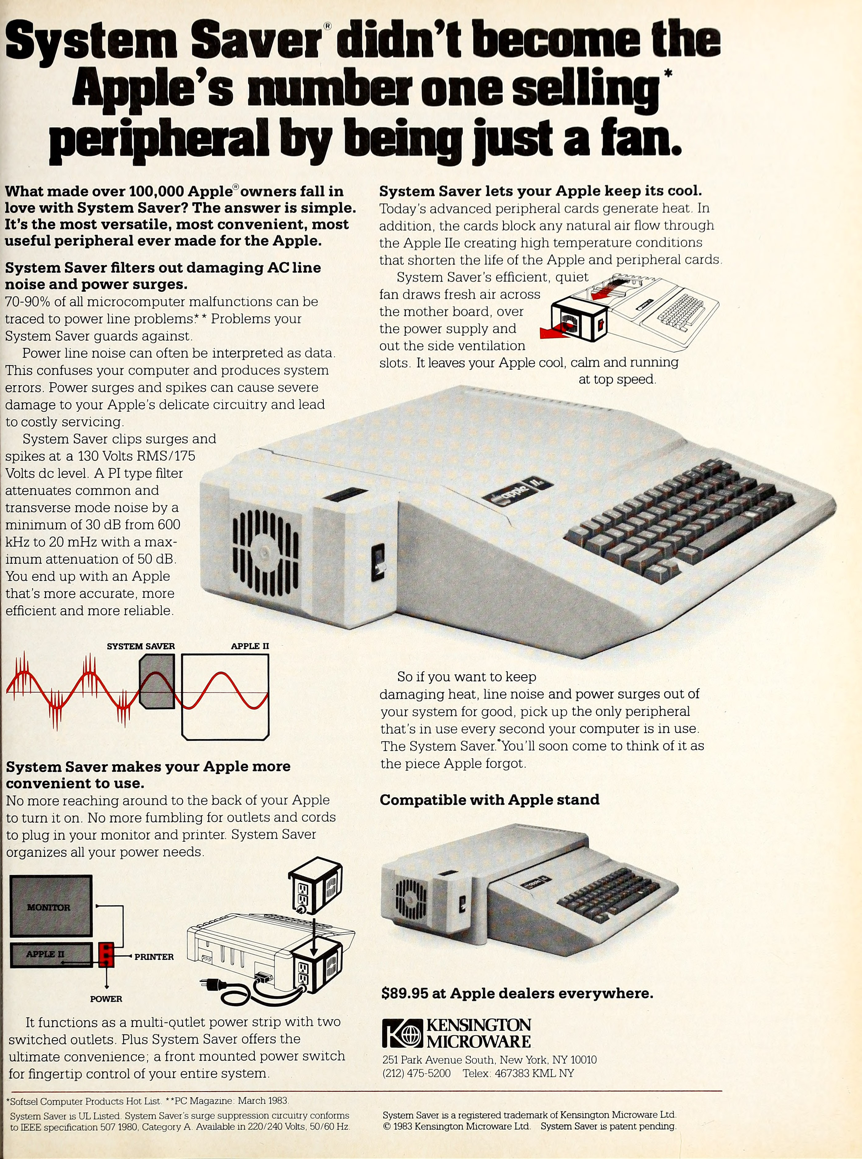 System Saver® didn't become the
Apple's number one selling*
peripheral by being just a fan.
What made over 100,000 Apple® owners fall in
love with System Saver? The answer is simple.
It's the most versatile, most convenient, most
useful peripheral ever made for the Apple.
System Saver filters out damaging AC line
noise and power surges.
70-90% of all microcomputer malfunctions can be
traced to power line problems.** Problems your
System Saver guards against.
Power line noise can often be interpreted as data.
This confuses your computer and produces system
errors. Power surges and spikes can cause severe
damage to your Apple's delicate circuitry and lead
to costly servicing.
System Saver clips surges and
spikes at a 130 Volts RMS/175
Volts dc level. A PI type filter
attenuates common and
transverse mode noise by a
minimum of 30 dB from 600
kHz to 20 mHz with a max-
imum attenuation of 50 dB.
You end up with an Apple
that's more accurate, more
efficient and more reliable.
SYSTEM SAVER
APPLE II
System Saver makes your Apple more
convenient to use.
No more reaching around to the back of your Apple
to turn it on. No more fumbling for outlets and cords
to plug in your monitor and printer. System Saver
organizes all your power needs.
MONITOR
APPLE II
PRINTER
POWER
It functions as a multi-qutlet power strip with two
switched outlets. Plus System Saver offers the
ultimate convenience; a front mounted power switch
for fingertip control of your entire system.
System Saver lets your Apple keep its cool.
Today's advanced peripheral cards generate heat. In
addition, the cards block any natural air flow through
the Apple IIe creating high temperature conditions
that shorten the life of the Apple and peripheral cards.
System Saver's efficient, quiet
fan draws fresh air across
the mother board, over
the power supply and
out the side ventilation
slots. It leaves your Apple cool, calm and running
at top speed.
apple IIe
So if you want to keep
damaging heat, line noise and power surges out of
your system for good, pick up the only peripheral
that's in use every second your computer is in use.
The System Saver.® You'll soon come to think of it as
the piece Apple forgot.
Compatible with Apple stand
$89.95 at Apple dealers everywhere.
KENSINGTON
MICROWARE
251 Park Avenue South, New York, NY 10010
(212) 475-5200 Telex: 467383 KML NY
*Softsel Computer Products Hot List. **PC Magazine. March 1983.
System Saver is UL Listed. System Saver's surge suppression circuitry conforms
to IEEE specification 507 1980, Category A. Available in 220/240 Volts, 50/60 Hz.
System Saver is a registered trademark of Kensington Microware Ltd.
© 1983 Kensington Microware Ltd. System Saver is patent pending.